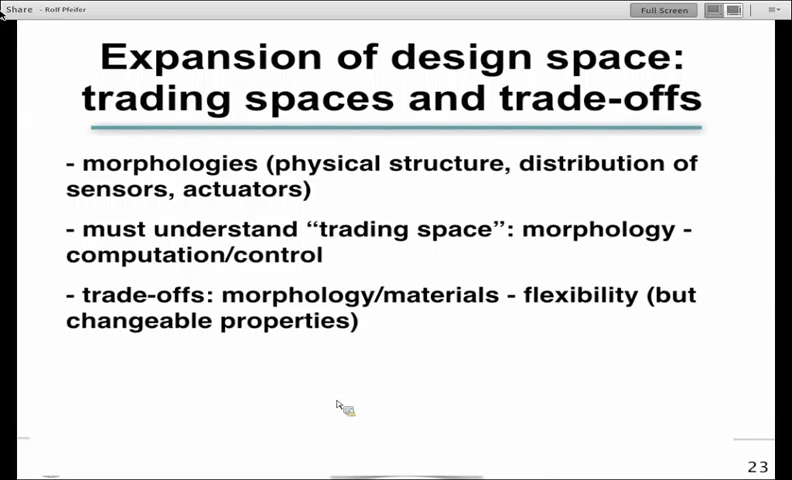 Share - Rolf Pfeifer
Full Screen
Expansion of design space:
trading spaces and trade-offs
- morphologies (physical structure, distribution of
sensors, actuators)
- must understand “trading space”: morphology -
computation/control
- trade-offs: morphology/materials - flexibility (but
changeable properties)
23